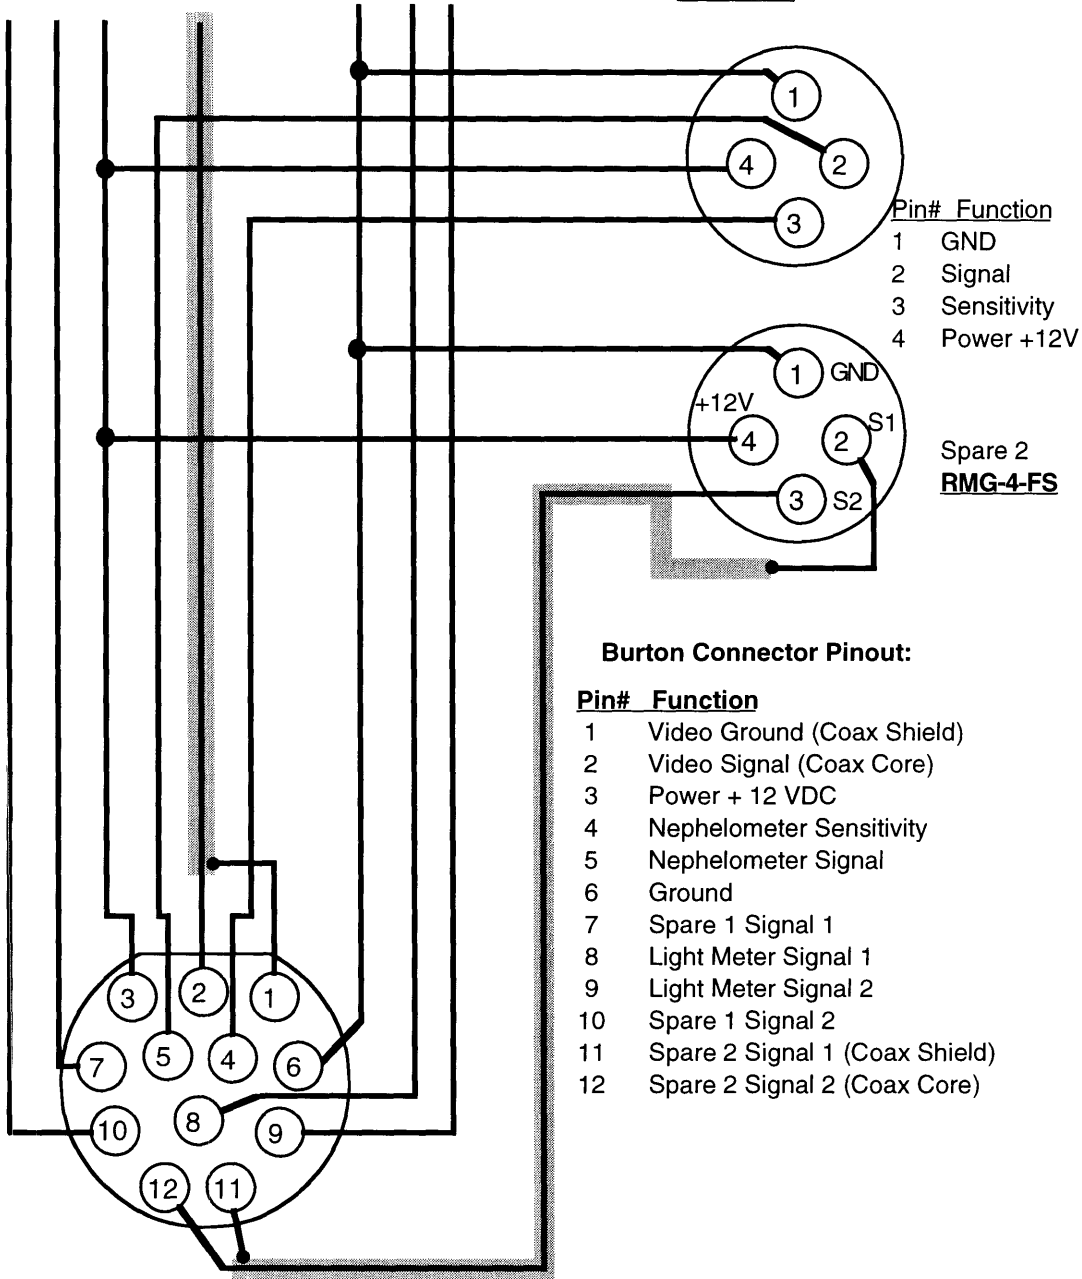 1
4
2
3
Pin# Function
1 GND
2 Signal
3 Sensitivity
4 Power +12V
1 GND
+12V
S1
4
2
3 S2
Spare 2
RMG-4-FS
Burton Connector Pinout:
Pin# Function
1 Video Ground (Coax Shield)
2 Video Signal (Coax Core)
3 Power + 12 VDC
4 Nephelometer Sensitivity
5 Nephelometer Signal
6 Ground
7 Spare 1 Signal 1
8 Light Meter Signal 1
9 Light Meter Signal 2
10 Spare 1 Signal 2
11 Spare 2 Signal 1 (Coax Shield)
12 Spare 2 Signal 2 (Coax Core)
3 2 1
7 5 4 6
8
10 9
12 11